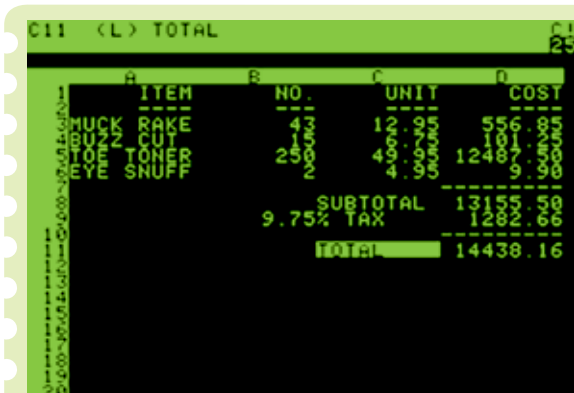 C11 (L) TOTAL C!
25
A B C D
1 ITEM NO. UNIT COST
2 ---- --- ---- ----
3 MUCK RAKE 43 12.95 556.85
4 BUZZ CUT 15 6.75 101.25
5 TOE TONER 250 49.95 12487.50
6 EYE SNUFF 2 4.95 9.90
7 ---------
8 SUBTOTAL 13155.50
9 9.75% TAX 1282.66
10 ---------
11 TOTAL 14438.16
12
13
14
15
16
17
18
19
20